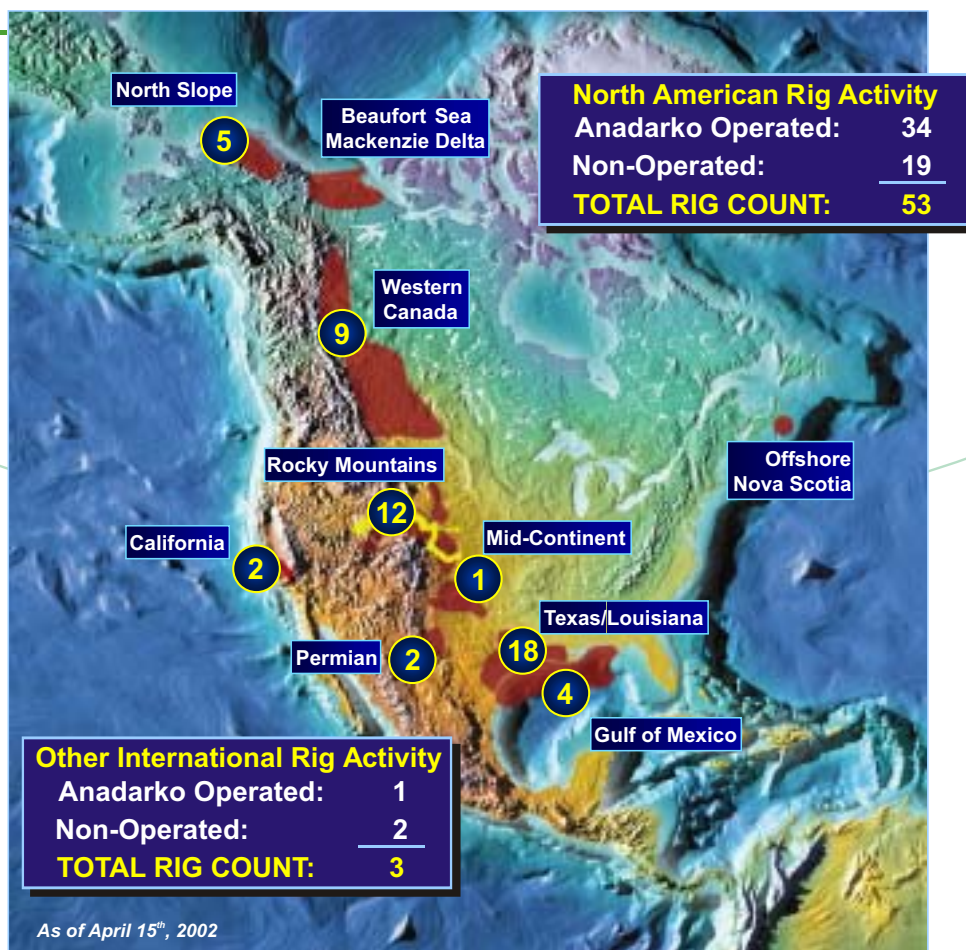 North Slope
5
Beaufort Sea
Mackenzie Delta
North American Rig Activity
Anadarko Operated: 34
Non-Operated: 19
TOTAL RIG COUNT: 53
Western
Canada
9
Offshore
Nova Scotia
Rocky Mountains
12
California
2
Mid-Continent
1
Texas/Louisiana
18
Permian
2
4
Gulf of Mexico
Other International Rig Activity
Anadarko Operated: 1
Non-Operated: 2
TOTAL RIG COUNT: 3
As of April 15th, 2002